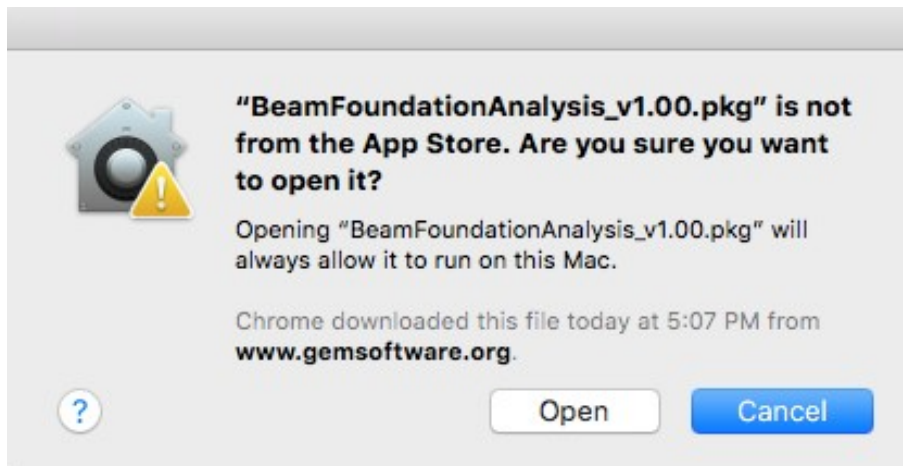 “BeamFoundationAnalysis_v1.00.pkg” is not
from the App Store. Are you sure you want
to open it?
Opening “BeamFoundationAnalysis_v1.00.pkg” will
always allow it to run on this Mac.
Chrome downloaded this file today at 5:07 PM from
www.gemsoftware.org.
?
Open
Cancel